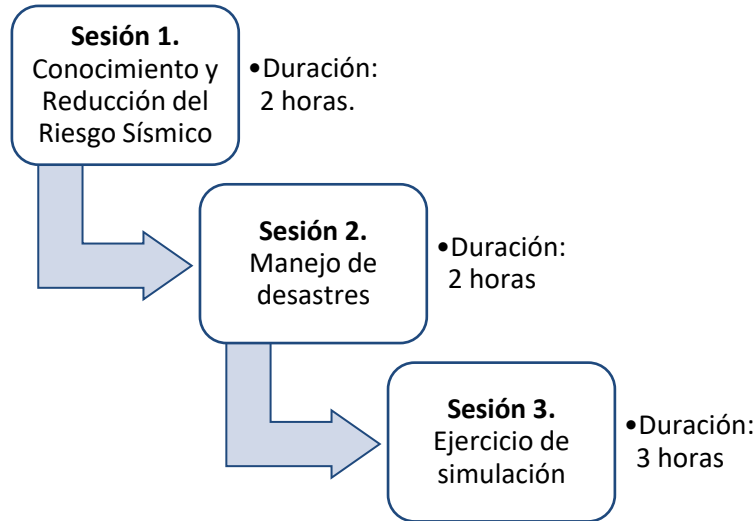 Sesión 1.
Conocimiento y
Reducción del
Riesgo Sísmico
•Duración:
2 horas.
Sesión 2.
Manejo de
desastres
•Duración:
2 horas
Sesión 3.
Ejercicio de
simulación
•Duración:
3 horas